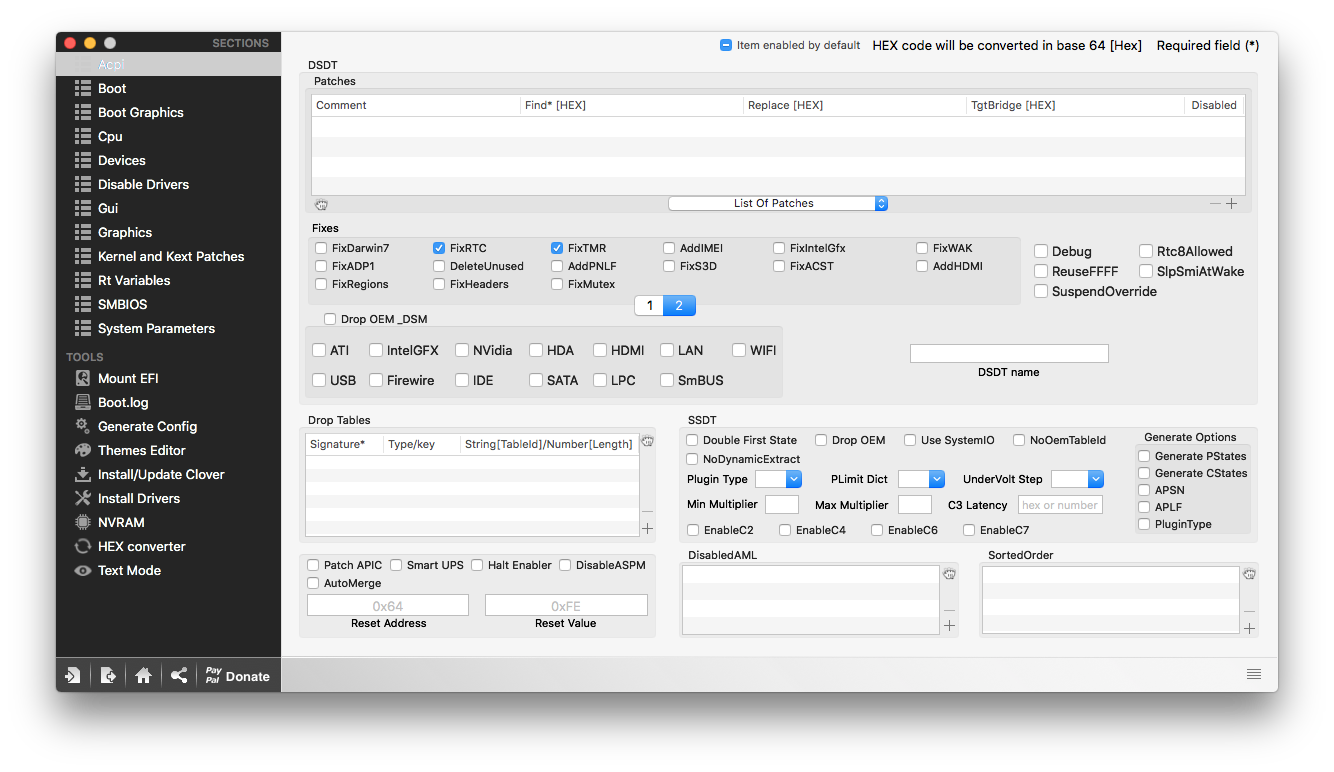 SECTIONS
Acpi
Boot
Boot Graphics
Cpu
Devices
Disable Drivers
Gui
Graphics
Kernel and Kext Patches
Rt Variables
SMBIOS
System Parameters
TOOLS
Mount EFI
Boot.log
Generate Config
Themes Editor
Install/Update Clover
Install Drivers
NVRAM
HEX converter
Text Mode
Pay
Pal
Donate
Item enabled by default HEX code will be converted in base 64 [Hex] Required field (*)
DSDT
Patches
Comment Find* [HEX] Replace [HEX] TgtBridge [HEX] Disabled
List Of Patches
Fixes
FixDarwin7 FixRTC FixTMR AddIMEI FixIntelGfx FixWAK
FixADP1 DeleteUnused AddPNLF FixS3D FixACST AddHDMI
FixRegions FixHeaders FixMutex
1 2
Debug Rtc8Allowed
ReuseFFFF SlpSmiAtWake
SuspendOverride
Drop OEM _DSM
ATI IntelGFX NVidia HDA HDMI LAN WIFI
USB Firewire IDE SATA LPC SmBUS
DSDT name
Drop Tables
Signature* Type/key String[TableId]/Number[Length]
SSDT
Double First State Drop OEM Use SystemIO NoOemTableId
NoDynamicExtract
Plugin Type PLimit Dict UnderVolt Step
Min Multiplier Max Multiplier C3 Latency hex or number
EnableC2 EnableC4 EnableC6 EnableC7
Generate Options
Generate PStates
Generate CStates
APSN
APLF
PluginType
Patch APIC Smart UPS Halt Enabler DisableASPM
AutoMerge
0x64 0xFE
Reset Address Reset Value
DisabledAML
SortedOrder